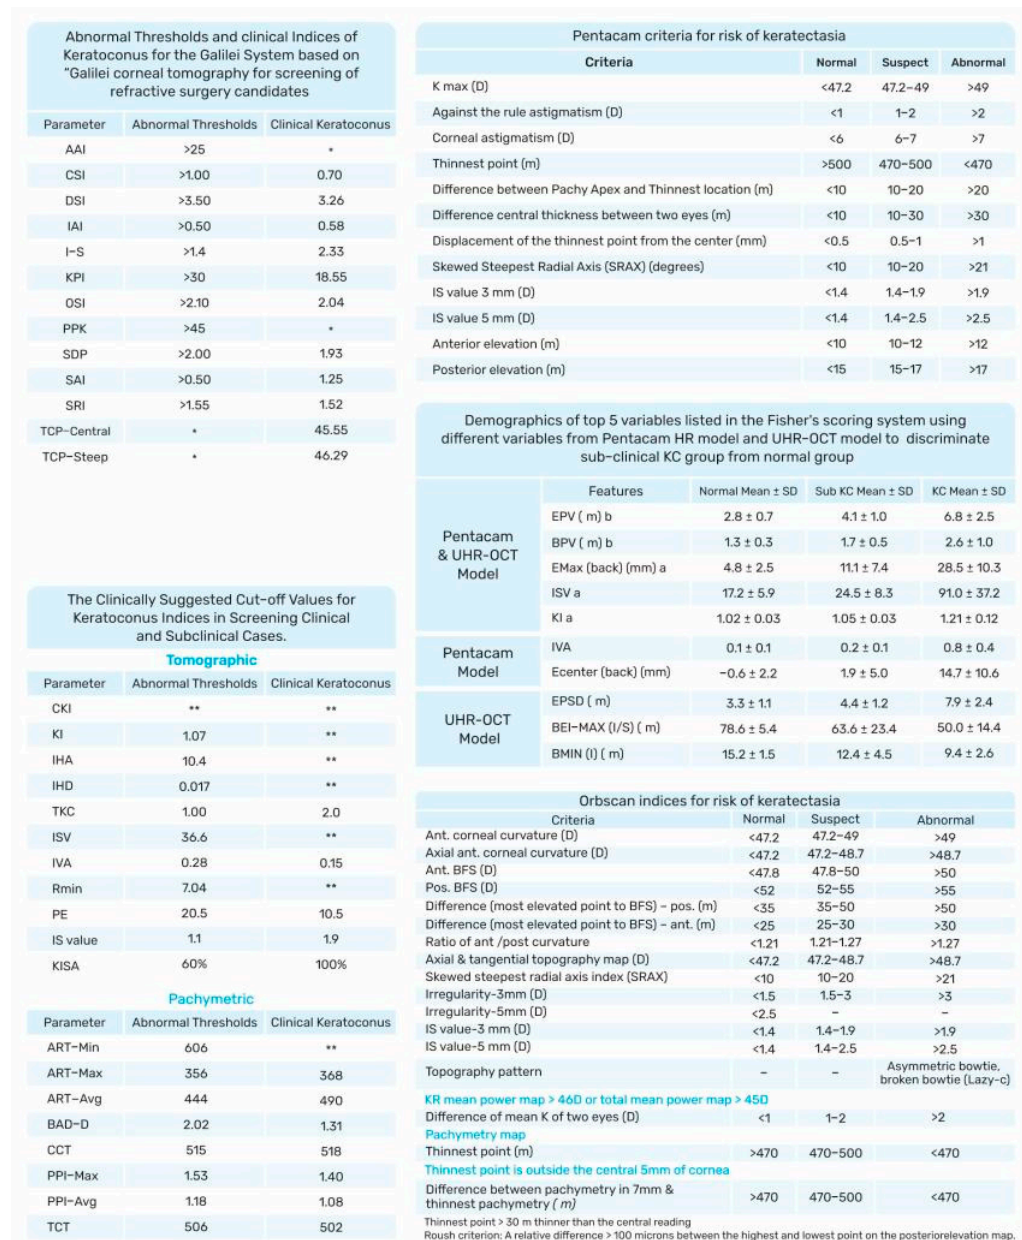 Abnormal Thresholds and clinical Indices of
Keratoconus for the Galilei System based on
"Galilei corneal tomography for screening of
refractive surgery candidates
Parameter Abnormal Thresholds Clinical Keratoconus
AAI >25 *
CSI >1.00 0.70
DSI >3.50 3.26
IAI >0.50 0.58
I-S >1.4 2.33
KPI >30 18.55
OSI >2.10 2.04
PPK >45 *
SDP >2.00 1.93
SAI >0.50 1.25
SRI >1.55 1.52
TCP-Central * 45.55
TCP-Steep * 46.29
The Clinically Suggested Cut-off Values for
Keratoconus Indices in Screening Clinical
and Subclinical Cases.
Tomographic
Parameter Abnormal Thresholds Clinical Keratoconus
CKI ** **
KI 1.07 **
IHA 10.4 **
IHD 0.017 **
TKC 1.00 2.0
ISV 36.6 **
IVA 0.28 0.15
Rmin 7.04 **
PE 20.5 10.5
IS value 1.1 1.9
KISA 60% 100%
Pachymetric
Parameter Abnormal Thresholds Clinical Keratoconus
ART-Min 606 **
ART-Max 356 368
ART-Avg 444 490
BAD-D 2.02 1.31
CCT 515 518
PPI-Max 1.53 1.40
PPI-Avg 1.18 1.08
TCT 506 502
Pentacam criteria for risk of keratectasia
Criteria Normal Suspect Abnormal
K max (D) <47.2 47.2-49 >49
Against the rule astigmatism (D) <1 1-2 >2
Corneal astigmatism (D) <6 6-7 >7
Thinnest point (m) >500 470-500 <470
Difference between Pachy Apex and Thinnest location (m) <10 10-20 >20
Difference central thickness between two eyes (m) <10 10-30 >30
Displacement of the thinnest point from the center (mm) <0.5 0.5-1 >1
Skewed Steepest Radial Axis (SRAX) (degrees) <10 10-20 >21
IS value 3 mm (D) <1.4 1.4-1.9 >1.9
IS value 5 mm (D) <1.4 1.4-2.5 >2.5
Anterior elevation (m) <10 10-12 >12
Posterior elevation (m) <15 15-17 >17
Demographics of top 5 variables listed in the Fisher's scoring system using
different variables from Pentacam HR model and UHR-OCT model to discriminate
sub-clinical KC group from normal group
Features Normal Mean ± SD Sub KC Mean ± SD KC Mean ± SD
Pentacam
& UHR-OCT
Model
EPV ( m) b 2.8 ± 0.7 4.1 ± 1.0 6.8 ± 2.5
BPV ( m) b 1.3 ± 0.3 1.7 ± 0.5 2.6 ± 1.0
EMax (back) (mm) a 4.8 ± 2.5 11.1 ± 7.4 28.5 ± 10.3
ISV a 17.2 ± 5.9 24.5 ± 8.3 91.0 ± 37.2
KI a 1.02 ± 0.03 1.05 ± 0.03 1.21 ± 0.12
Pentacam
Model
IVA 0.1 ± 0.1 0.2 ± 0.1 0.8 ± 0.4
Ecenter (back) (mm) -0.6 ± 2.2 1.9 ± 5.0 14.7 ± 10.6
UHR-OCT
Model
EPSD ( m) 3.3 ± 1.1 4.4 ± 1.2 7.9 ± 2.4
BEI-MAX (I/S) ( m) 78.6 ± 5.4 63.6 ± 23.4 50.0 ± 14.4
BMIN (I) ( m) 15.2 ± 1.5 12.4 ± 4.5 9.4 ± 2.6
Orbscan indices for risk of keratectasia
Criteria Normal Suspect Abnormal
Ant. corneal curvature (D) <47.2 47.2-49 >49
Axial ant. corneal curvature (D) <47.2 47.2-48.7 >48.7
Ant. BFS (D) <47.8 47.8-50 >50
Pos. BFS (D) <52 52-55 >55
Difference (most elevated point to BFS) - pos. (m) <35 35-50 >50
Difference (most elevated point to BFS) - ant. (m) <25 25-30 >30
Ratio of ant /post curvature <1.21 1.21-1.27 >1.27
Axial & tangential topography map (D) <47.2 47.2-48.7 >48.7
Skewed steepest radial axis index (SRAX) <10 10-20 >21
Irregularity-3mm (D) <1.5 1.5-3 >3
Irregularity-5mm (D) <2.5 - -
IS value-3 mm (D) <1.4 1.4-1.9 >1.9
IS value-5 mm (D) <1.4 1.4-2.5 >2.5
Topography pattern - - Asymmetric bowtie,
broken bowtie (Lazy-c)
KR mean power map > 46D or total mean power map > 45D
Difference of mean K of two eyes (D) <1 1-2 >2
Pachymetry map
Thinnest point (m) >470 470-500 <470
Thinnest point is outside the central 5mm of cornea
Difference between pachymetry in 7mm &
thinnest pachymetry ( m) >470 470-500 <470
Thinnest point > 30 m thinner than the central reading
Roush criterion; A relative difference > 100 microns between the highest and lowest point on the posteriorelevation map.